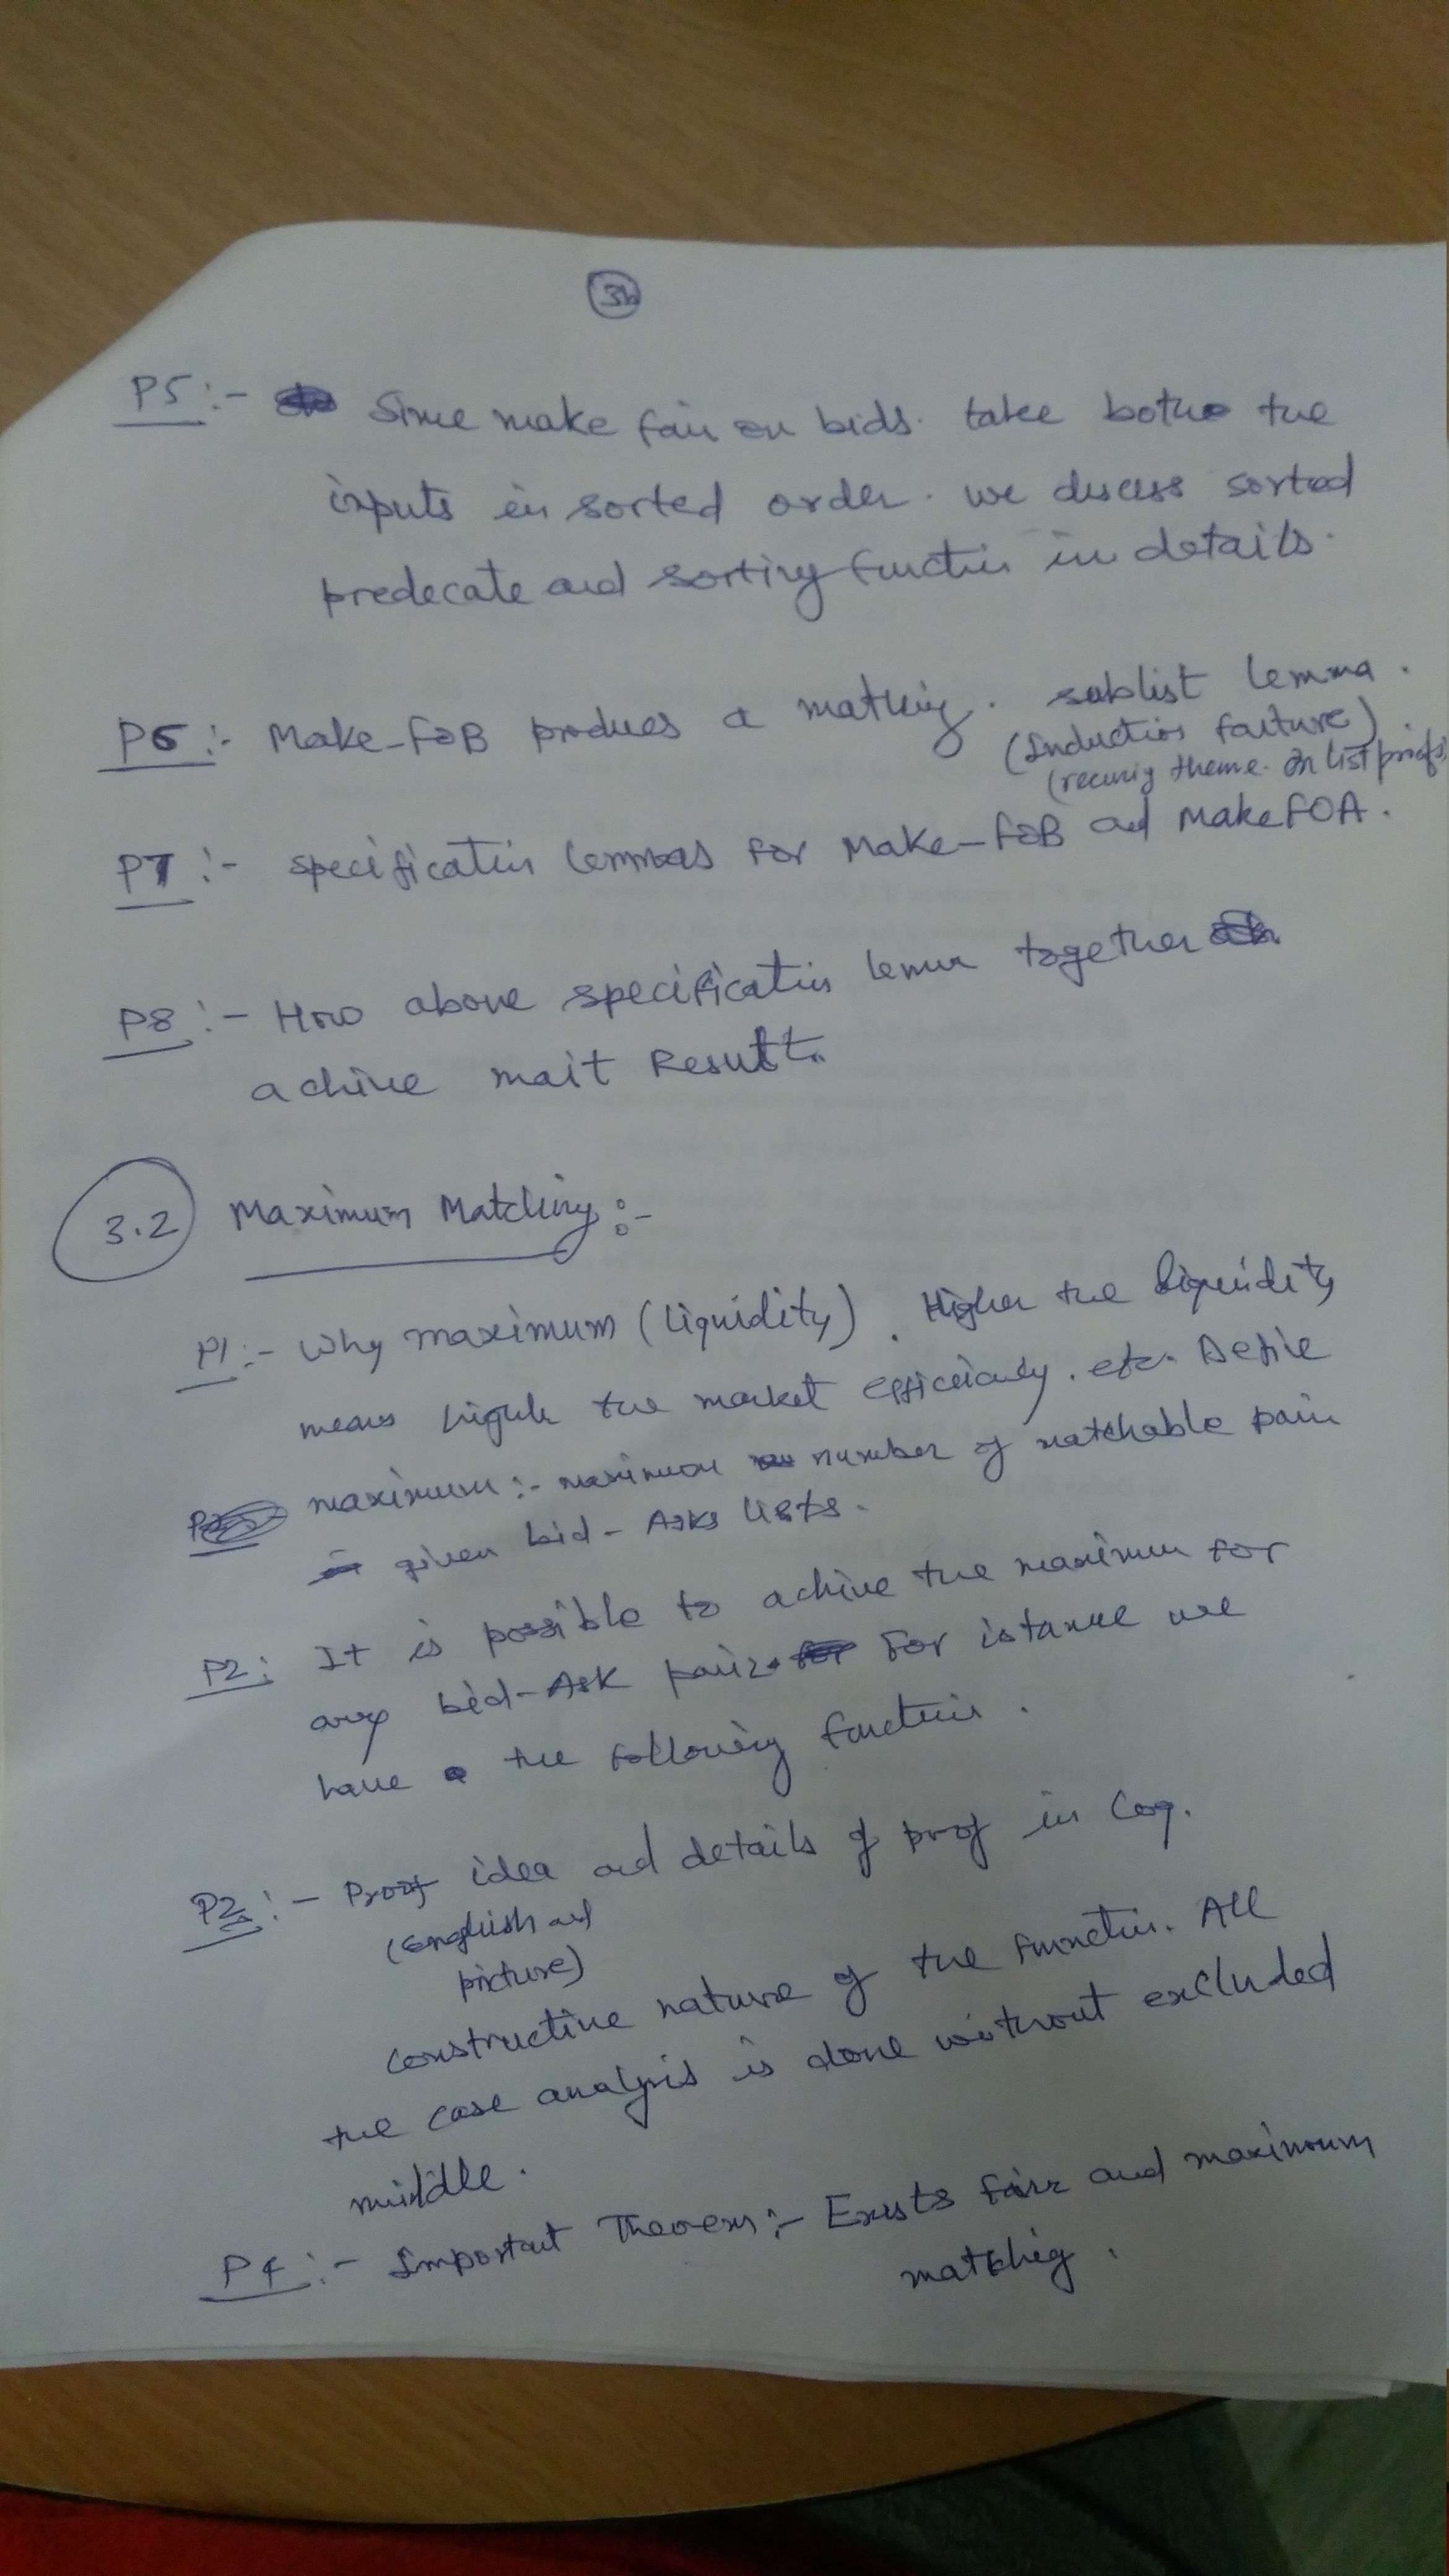 3b
P5:- Since make fair on bids. take both the
inputs in sorted order. we discuss sorted
predecate and sorting function in details.
P6:- Make-FOB produces a matching. sublist lemma.
(Induction failure).
(recurring theme. on list proofs)
P7:- specification lemmas for Make-FOB and MakeFOA.
P8:- How above specification lemma together
achive mait Result.
3.2 Maximum Matching:-
P1:- Why maximum (liquidity). Higher the liquidity
means higher the market efficiency. etc. Define
maximum:- maximum number of matchable pair
given bid-Asks lists.
P2: It is possible to achive the maximum for
any bid-Ask pair. For istance we
have the following function.
P3:- Proof idea and details of proof in Coq.
(English and
picture)
constructive nature of the function. All
the case analysis is done without excluded
middle.
P4:- Important Theorem:- Exists fair and maximum
matching.